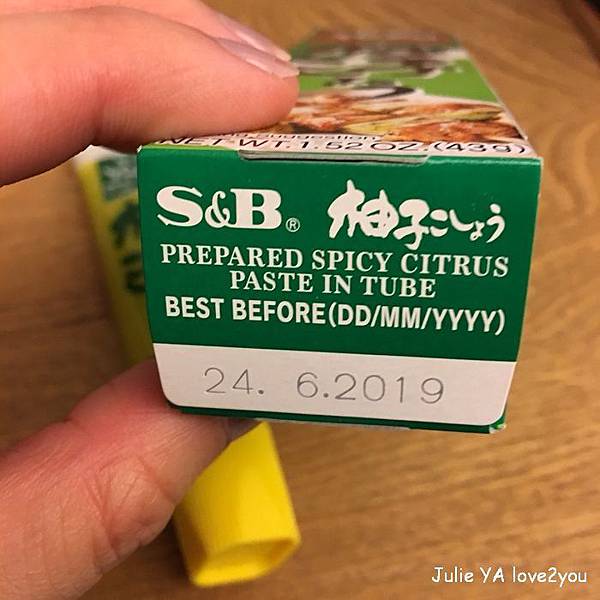 NET WT. 1.52 OZ. (43g)
S&B® 柚子こしょう
PREPARED SPICY CITRUS
PASTE IN TUBE
BEST BEFORE(DD/MM/YYYY)
24. 6.2019
Julie YA love2you